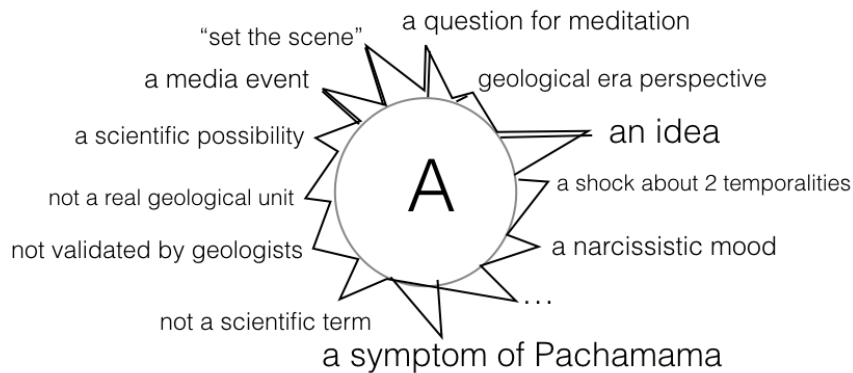 a question for meditation
“set the scene”
a media event
geological era perspective
a scientific possibility
an idea
A
not a real geological unit
a shock about 2 temporalities
not validated by geologists
a narcissistic mood
...
not a scientific term
a symptom of Pachamama